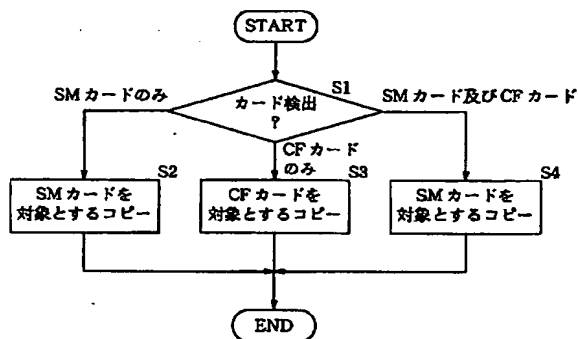 START
S1
カード検出
?
SMカードのみ
SMカード及びCFカード
CFカード
のみ
S2
SMカードを
対象とするコピー
S3
CFカードを
対象とするコピー
S4
SMカードを
対象とするコピー
END